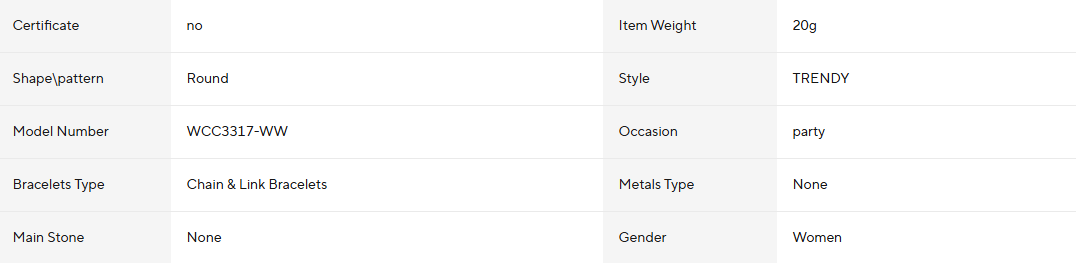 Certificate no Item Weight 20g
Shape\pattern Round Style TRENDY
Model Number WCC3317-WW Occasion party
Bracelets Type Chain & Link Bracelets Metals Type None
Main Stone None Gender Women